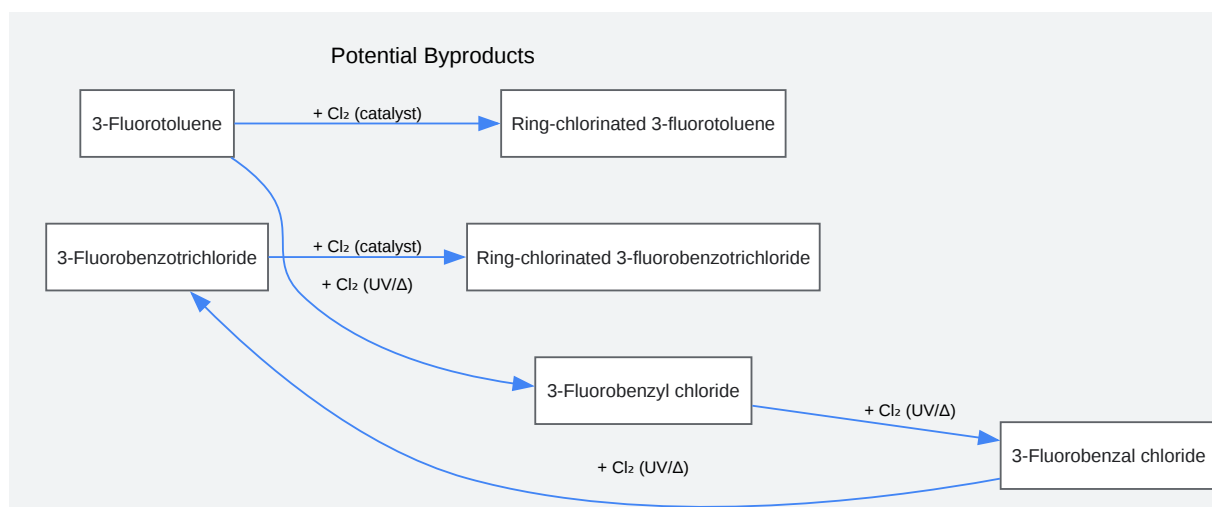 Potential Byproducts
3-Fluorotoluene
+ Cl₂ (catalyst)
Ring-chlorinated 3-fluorotoluene
3-Fluorobenzotrichloride
+ Cl₂ (catalyst)
Ring-chlorinated 3-fluorobenzotrichloride
+ Cl₂ (UV/Δ)
3-Fluorobenzyl chloride
+ Cl₂ (UV/Δ)
3-Fluorobenzal chloride
+ Cl₂ (UV/Δ)